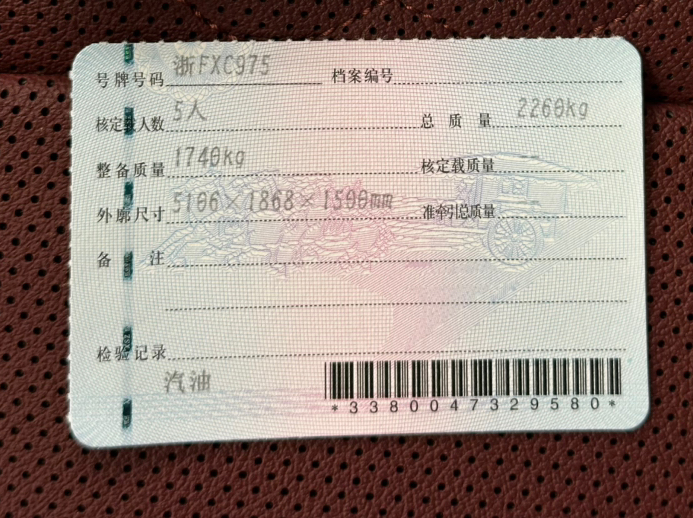 号牌号码 浙FXC975 档案编号
核定载人数 5人 总质量 2260kg
整备质量 1740kg 核定载质量
外廓尺寸 5106×1868×1500mm 准牵引总质量
备注
检验记录
汽油
*3380047329580*